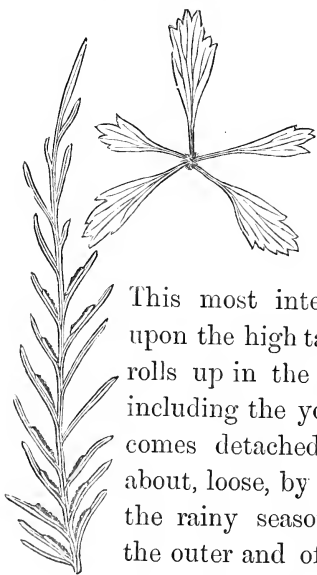 This most inte
upon the high ta
rolls up in the
including the yo
comes detached
about, loose, by
the rainy seaso
the outer and of